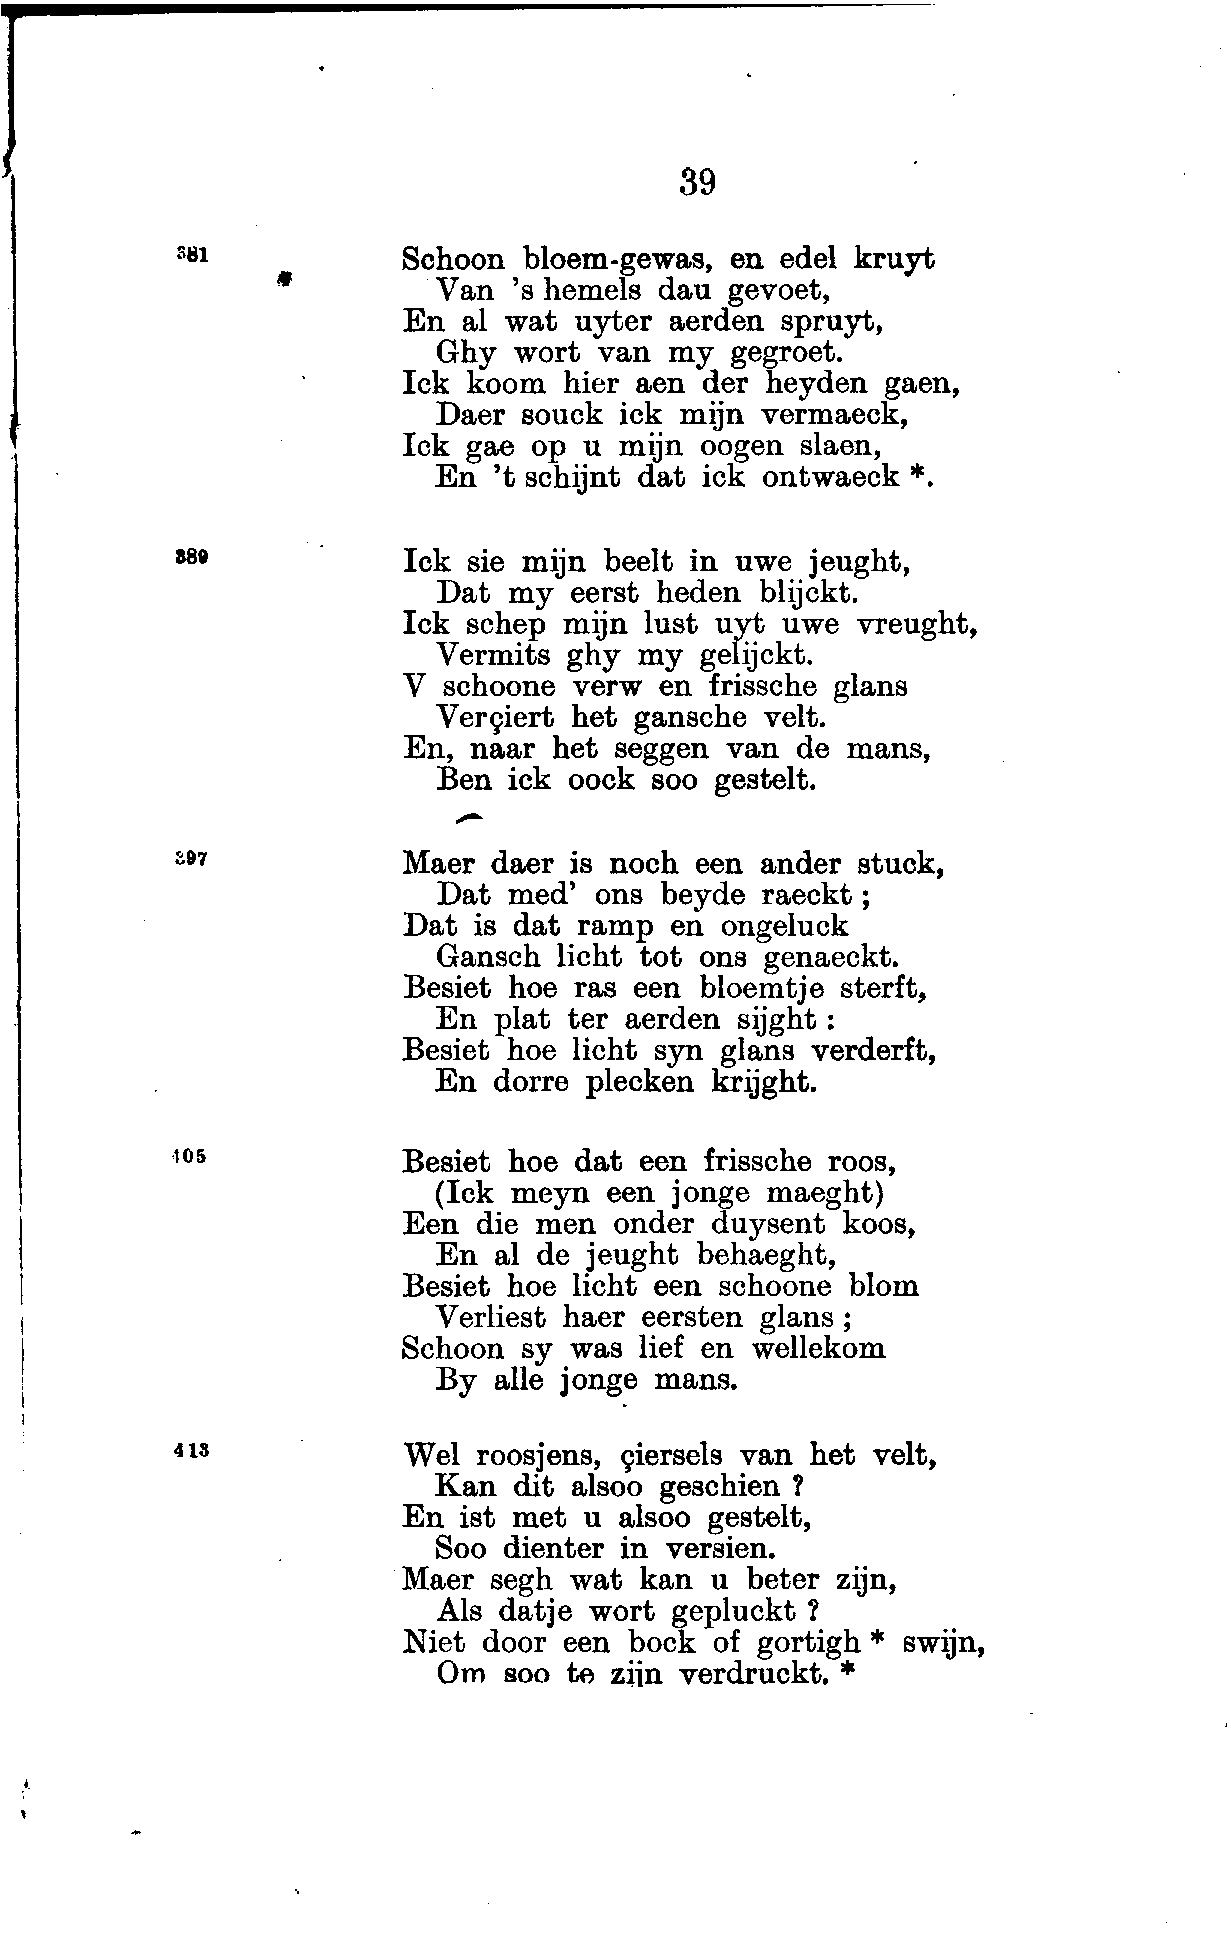 39
381 Schoon bloem-gewas, en edel kruyt
Van 's hemels dau gevoet,
En al wat uyter aerden spruyt,
Ghy wort van my gegroet.
Ick koom hier aen der heyden gaen,
Daer souck ick mijn vermaeck,
Ick gae op u mijn oogen slaen,
En 't schijnt dat ick ontwaeck *.
389 Ick sie mijn beelt in uwe jeught,
Dat my eerst heden blijckt.
Ick schep mijn lust uyt uwe vreught,
Vermits ghy my gelijckt.
V schoone verw en frissche glans
Verçiert het gansche velt.
En, naar het seggen van de mans,
Ben ick oock soo gestelt.
397 Maer daer is noch een ander stuck,
Dat med' ons beyde raeckt ;
Dat is dat ramp en ongeluck
Gansch licht tot ons genaeckt.
Besiet hoe ras een bloemtje sterft,
En plat ter aerden sijght :
Besiet hoe licht syn glans verderft,
En dorre plecken krijght.
405 Besiet hoe dat een frissche roos,
(Ick meyn een jonge maeght)
Een die men onder duysent koos,
En al de jeught behaeght,
Besiet hoe licht een schoone blom
Verliest haer eersten glans ;
Schoon sy was lief en wellekom
By alle jonge mans.
413 Wel roosjens, çiersels van het velt,
Kan dit alsoo geschien ?
En ist met u alsoo gestelt,
Soo dienter in versien.
Maer segh wat kan u beter zijn,
Als datje wort gepluckt ?
Niet door een bock of gortigh * swijn,
Om soo te zijn verdruckt. *